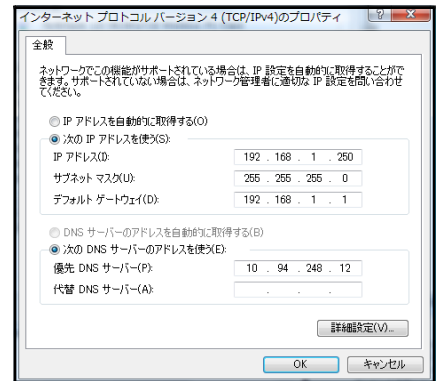 インターネット プロトコル バージョン 4 (TCP/IPv4)のプロパティ
全般
ネットワークでこの機能がサポートされている場合は、IP 設定を自動的に取得することがで
きます。サポートされていない場合は、ネットワーク管理者に適切な IP 設定を問い合わせ
てください。
IP アドレスを自動的に取得する(O)
次の IP アドレスを使う(S):
IP アドレス(I): 192 . 168 . 1 . 250
サブネット マスク(U): 255 . 255 . 255 . 0
デフォルト ゲートウェイ(D): 192 . 168 . 1 . 1
DNS サーバーのアドレスを自動的に取得する(B)
次の DNS サーバーのアドレスを使う(E):
優先 DNS サーバー(P): 10 . 94 . 248 . 12
代替 DNS サーバー(A): . . .
詳細設定(V)...
OK キャンセル